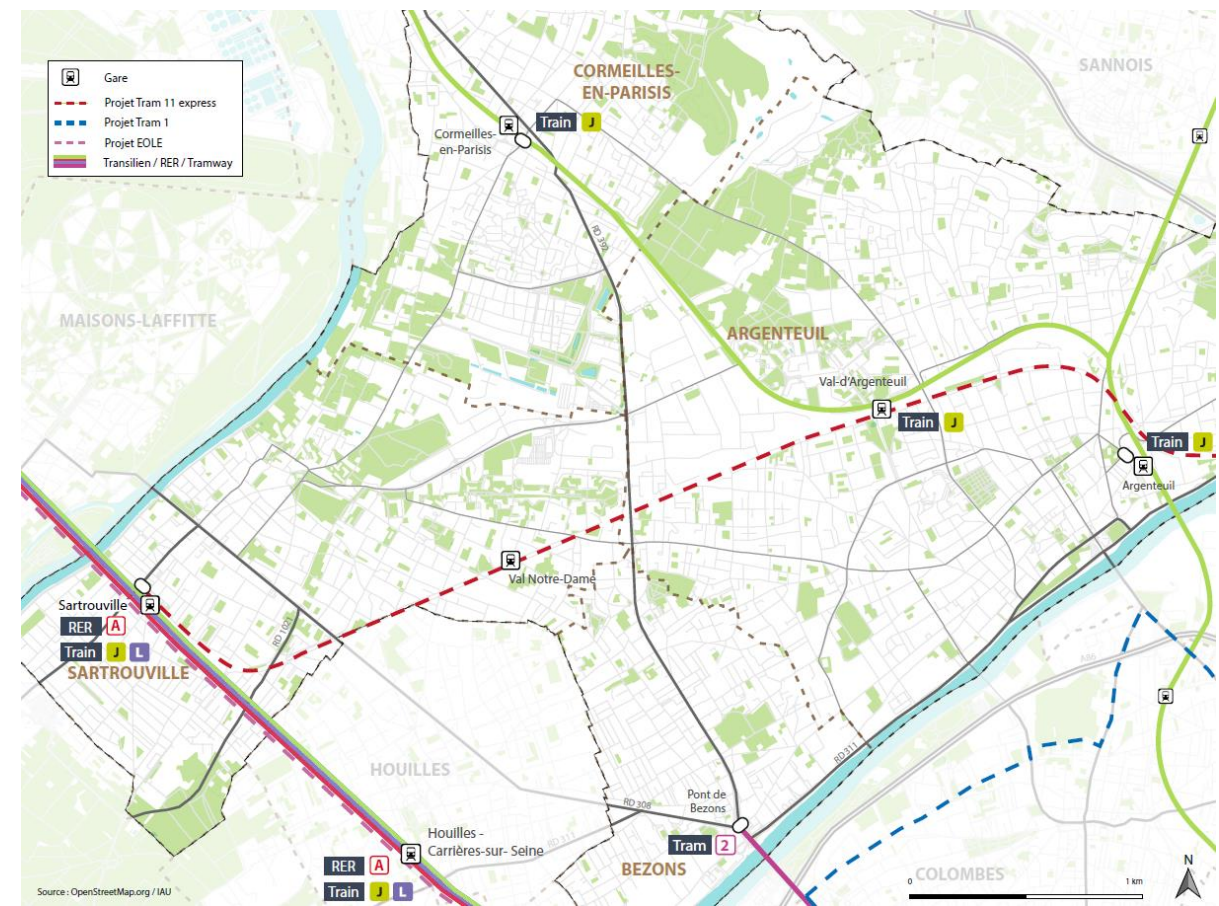 Gare
Projet Tram 11 express
Projet Tram 1
Projet EOLE
Transilien / RER / Tramway
CORMEILLES-
EN-PARISIS
SANNOIS
Cormeilles-
en-Parisis
Train J
RD 392
MAISONS-LAFFITTE
ARGENTEUIL
Val-d'Argenteuil
Train J
Train J
Argenteuil
Val Notre-Dame
Sartrouville
RER A
Train J L
SARTROUVILLE
RD 1021
A86
HOUILLES
RD 311
RD 308
RD 311
Pont de
Bezons
Tram 2
Houilles -
Carrières-sur- Seine
RER A
Train J L
BEZONS
COLOMBES
N
0 1 km
Source : OpenStreetMap.org / IAU